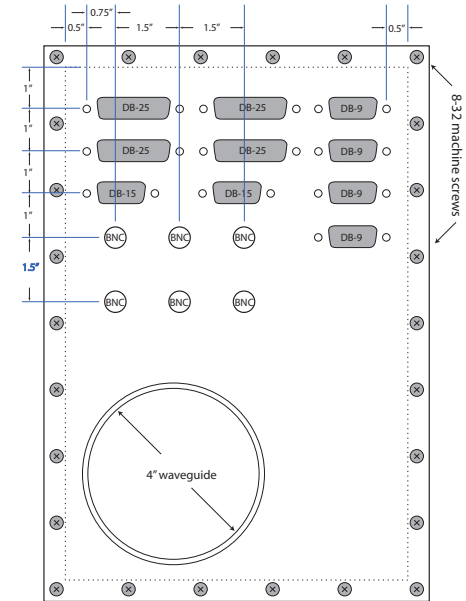 0.75″
0.5″ 1.5″ 1.5″ 0.5″
1″
DB-25 DB-25 DB-9
1″
DB-25 DB-25 DB-9
1″
DB-15 DB-15 DB-9
1″
BNC BNC BNC DB-9
1.5″
BNC BNC BNC
4″ waveguide
8-32 machine screws